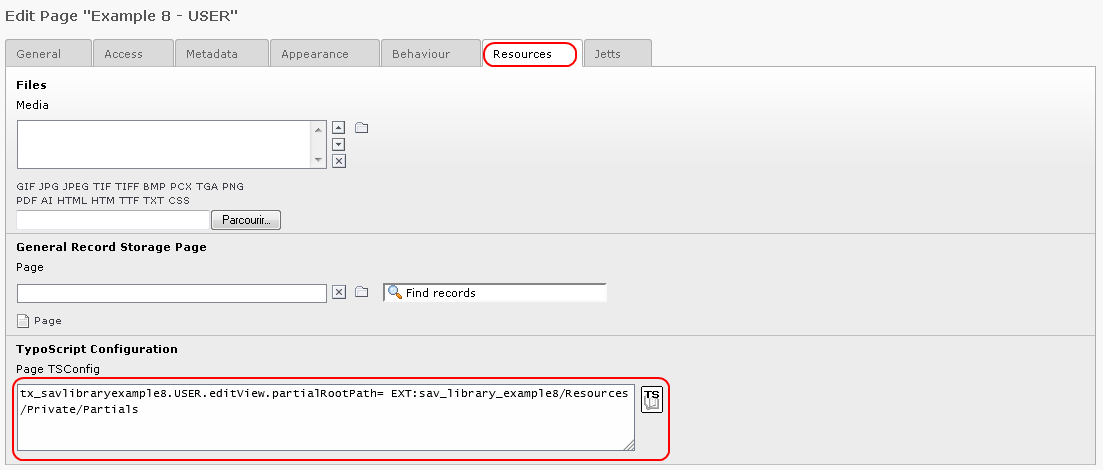 Edit Page "Example 8 - USER"
General Access Metadata Appearance Behaviour Resources Jetts
Files
Media
GIF JPG JPEG TIF TIFF BMP PCX TGA PNG
PDF AI HTML HTM TTF TXT CSS
Parcourir...
General Record Storage Page
Page
Find records
Page
TypoScript Configuration
Page TSConfig
tx_savlibraryexample8.USER.editView.partialRootPath= EXT:sav_library_example8/Resources
/Private/Partials
TS